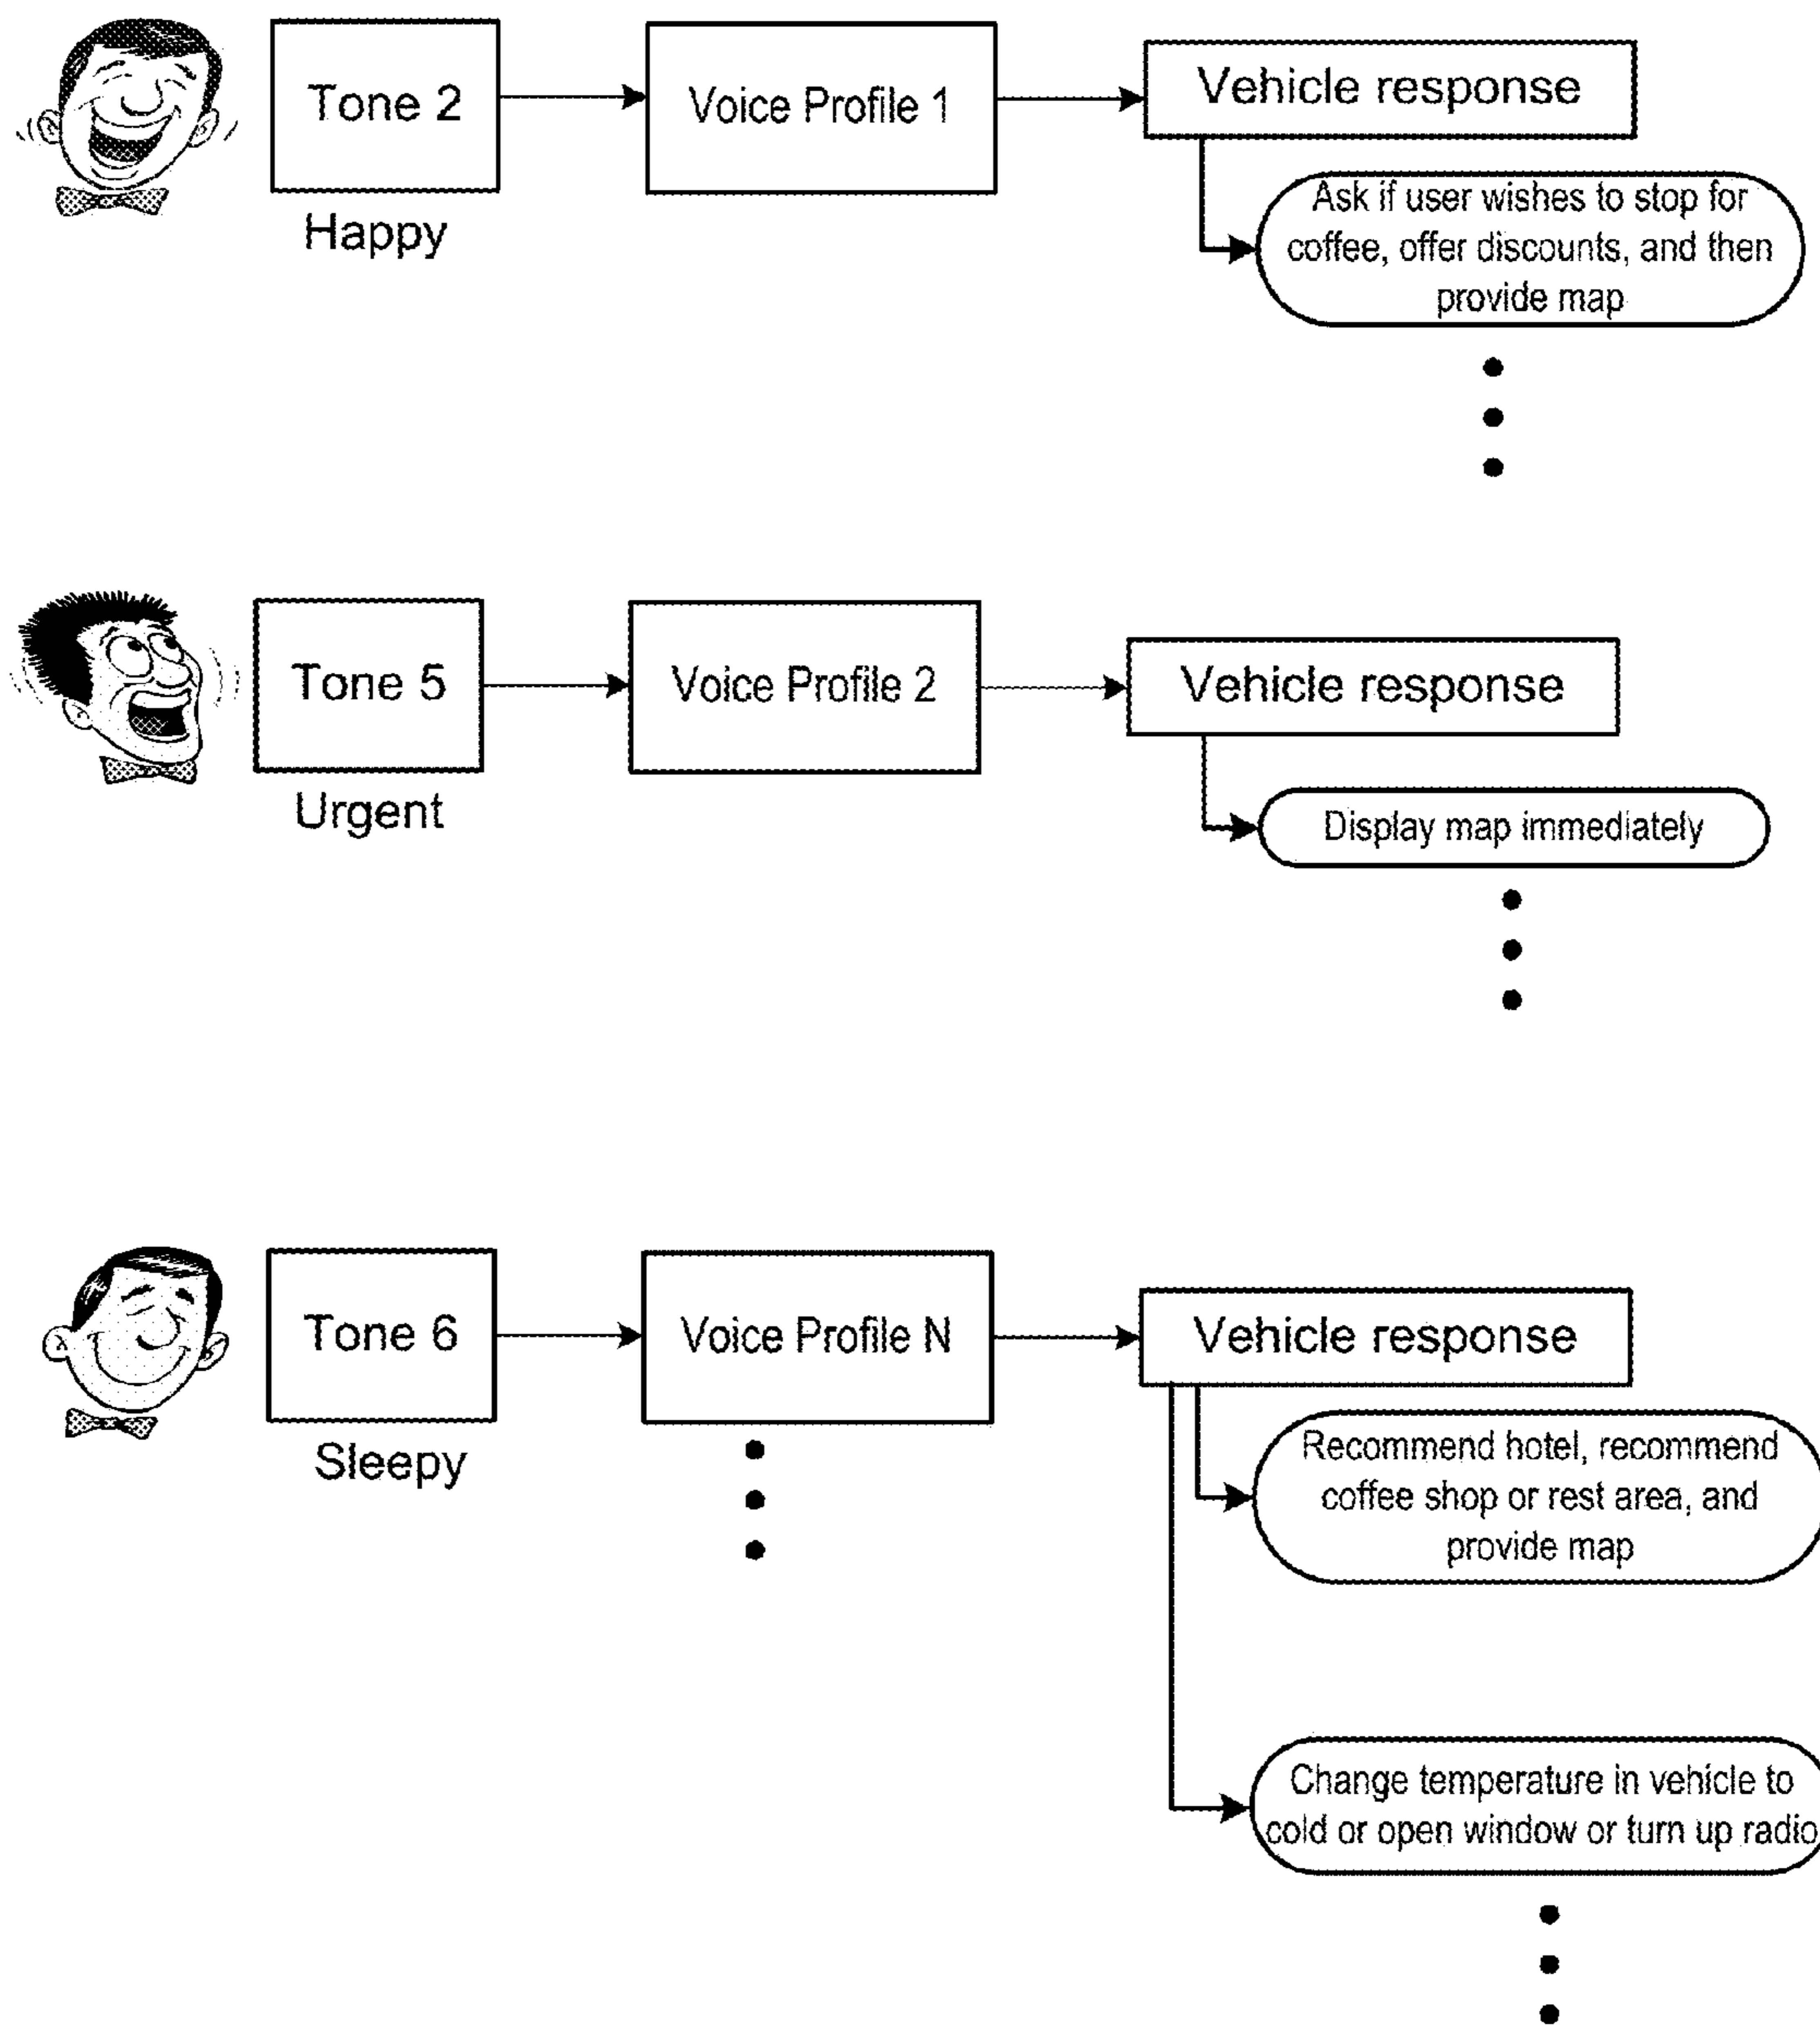 Tone 2
Happy
Voice Profile 1
Vehicle response
Ask if user wishes to stop for
coffee, offer discounts, and then
provide map
Tone 5
Urgent
Voice Profile 2
Vehicle response
Display map immediately
Tone 6
Sleepy
Voice Profile N
Vehicle response
Recommend hotel, recommend
coffee shop or rest area, and
provide map
Change temperature in vehicle to
cold or open window or turn up radio